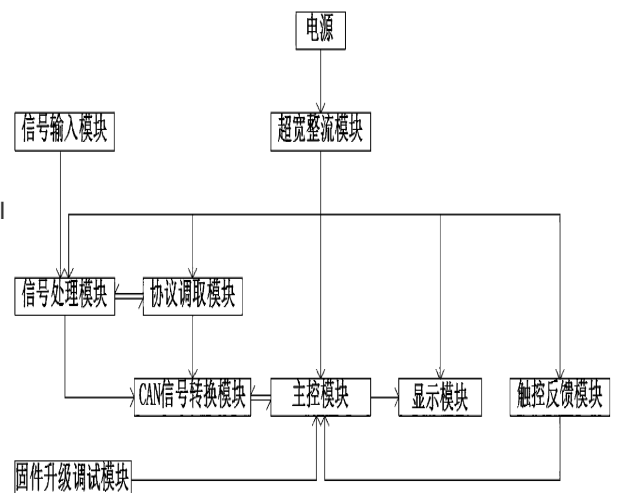 电源
信号输入模块
超宽整流模块
信号处理模块
协议调取模块
CAN信号转换模块
主控模块
显示模块
触控反馈模块
固件升级调试模块